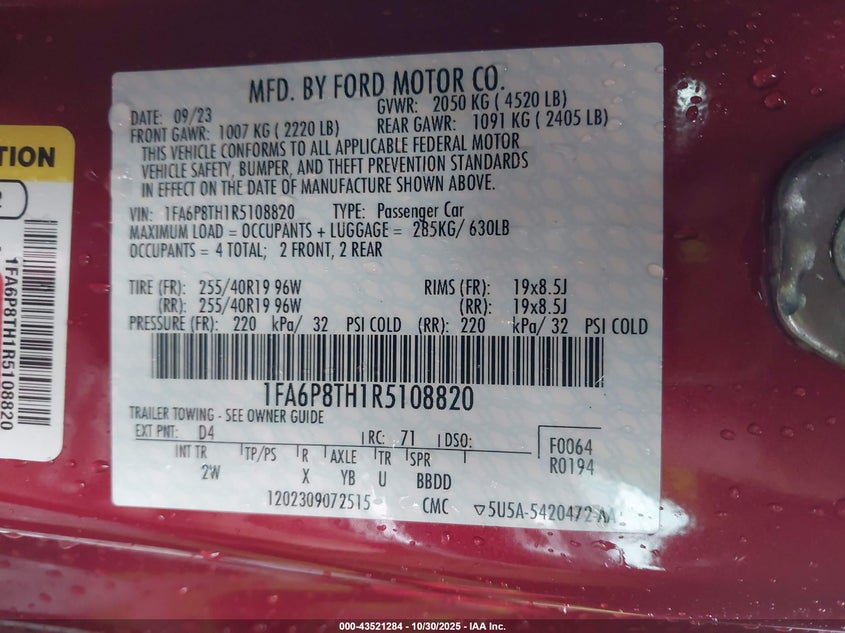 MFD. BY FORD MOTOR CO.
DATE: 09/23 GVWR: 2050 KG ( 4520 LB)
FRONT GAWR: 1007 KG ( 2220 LB) REAR GAWR: 1091 KG ( 2405 LB)
THIS VEHICLE CONFORMS TO ALL APPLICABLE FEDERAL MOTOR
VEHICLE SAFETY, BUMPER, AND THEFT PREVENTION STANDARDS
IN EFFECT ON THE DATE OF MANUFACTURE SHOWN ABOVE.
VIN: 1FA6P8TH1R5108820 TYPE: Passenger Car
MAXIMUM LOAD = OCCUPANTS + LUGGAGE = 285KG/ 630LB
OCCUPANTS = 4 TOTAL; 2 FRONT, 2 REAR
TIRE (FR): 255/40R19 96W RIMS (FR): 19x8.5J
(RR): 255/40R19 96W (RR): 19x8.5J
PRESSURE (FR): 220 kPa/ 32 PSI COLD (RR): 220 kPa/ 32 PSI COLD
1FA6P8TH1R5108820
TRAILER TOWING - SEE OWNER GUIDE
EXT PNT: D4 RC: 71 DSO:
INT TR TP/PS R AXLE TR SPR
2W X YB U BBDD
F0064
R0194
1202309072515 CMC ▽5U5A-5420472-AA
TION
1FA6P8TH1R5108820
000-43521284 - 10/30/2025 - IAA Inc.